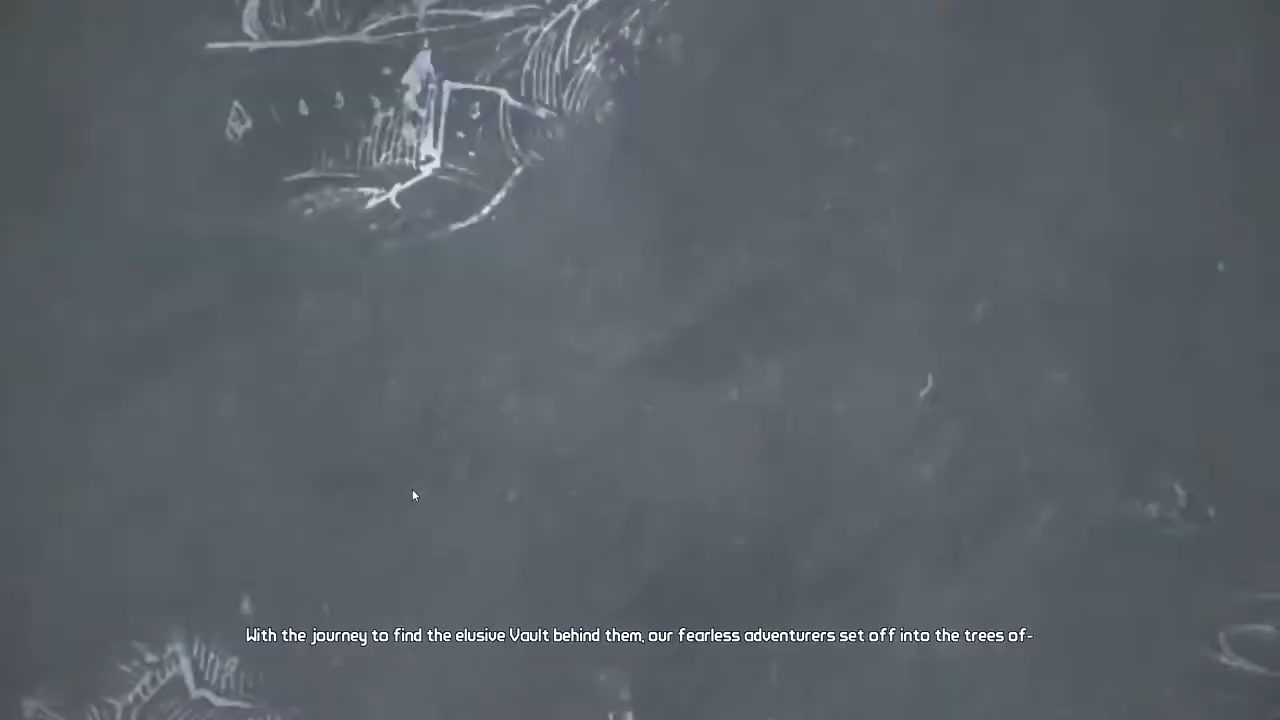 With the journey to find the elusive Vault behind them, our fearless adventurers set off into the trees of-